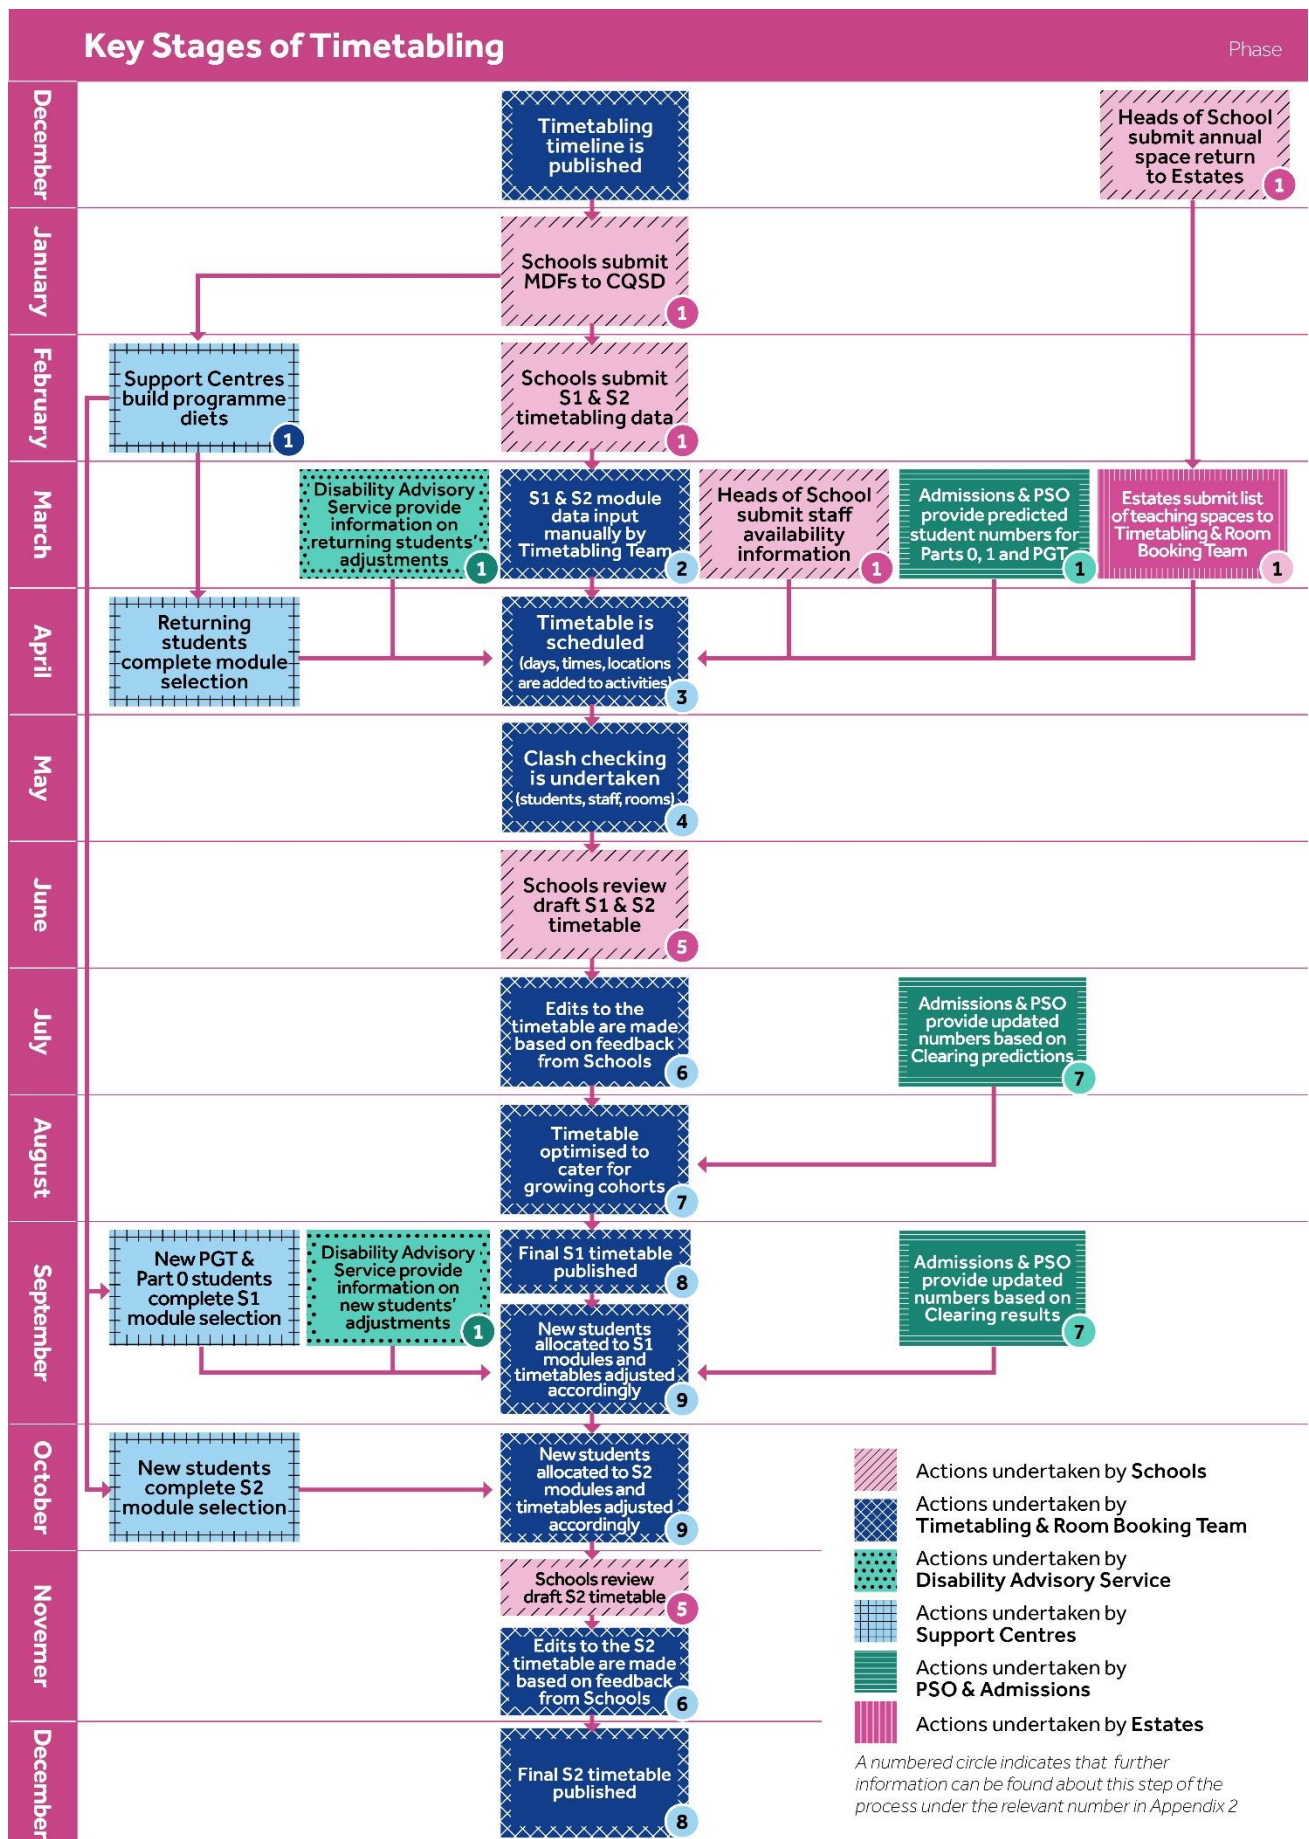 Key Stages of Timetabling
Phase
December
Timetabling
timeline is
published
Heads of School
submit annual
space return
to Estates
1
January
Schools submit
MDFs to CQSD
1
February
Support Centres
build programme
diets
1
Schools submit
S1 & S2
timetabling data
1
March
Disability Advisory
Service provide
information on
returning students'
adjustments
1
S1 & S2 module
data input
manually by
Timetabling Team
2
Heads of School
submit staff
availability
information
1
Admissions & PSO
provide predicted
student numbers for
Parts 0, 1 and PGT
1
Estates submit list
of teaching spaces to
Timetabling & Room
Booking Team
1
April
Returning
students
complete module
selection
Timetable is
scheduled
(days, times, locations
are added to activities)
3
May
Clash checking
is undertaken
(students, staff, rooms)
4
June
Schools review
draft S1 & S2
timetable
5
July
Edits to the
timetable are made
based on feedback
from Schools
6
Admissions & PSO
provide updated
numbers based on
Clearing predictions
7
August
Timetable
optimised to
cater for
growing cohorts
7
September
New PGT &
Part 0 students
complete S1
module selection
Disability Advisory
Service provide
information on
new students'
adjustments
1
Final S1 timetable
published
8
New students
allocated to S1
modules and
timetables adjusted
accordingly
9
Admissions & PSO
provide updated
numbers based on
Clearing results
7
October
New students
complete S2
module selection
New students
allocated to S2
modules and
timetables adjusted
accordingly
9
Novemer
Schools review
draft S2 timetable
5
Edits to the S2
timetable are made
based on feedback
from Schools
6
December
Final S2 timetable
published
8
Actions undertaken by Schools
Actions undertaken by
Timetabling & Room Booking Team
Actions undertaken by
Disability Advisory Service
Actions undertaken by
Support Centres
Actions undertaken by
PSO & Admissions
Actions undertaken by Estates
A numbered circle indicates that further
information can be found about this step of the
process under the relevant number in Appendix 2